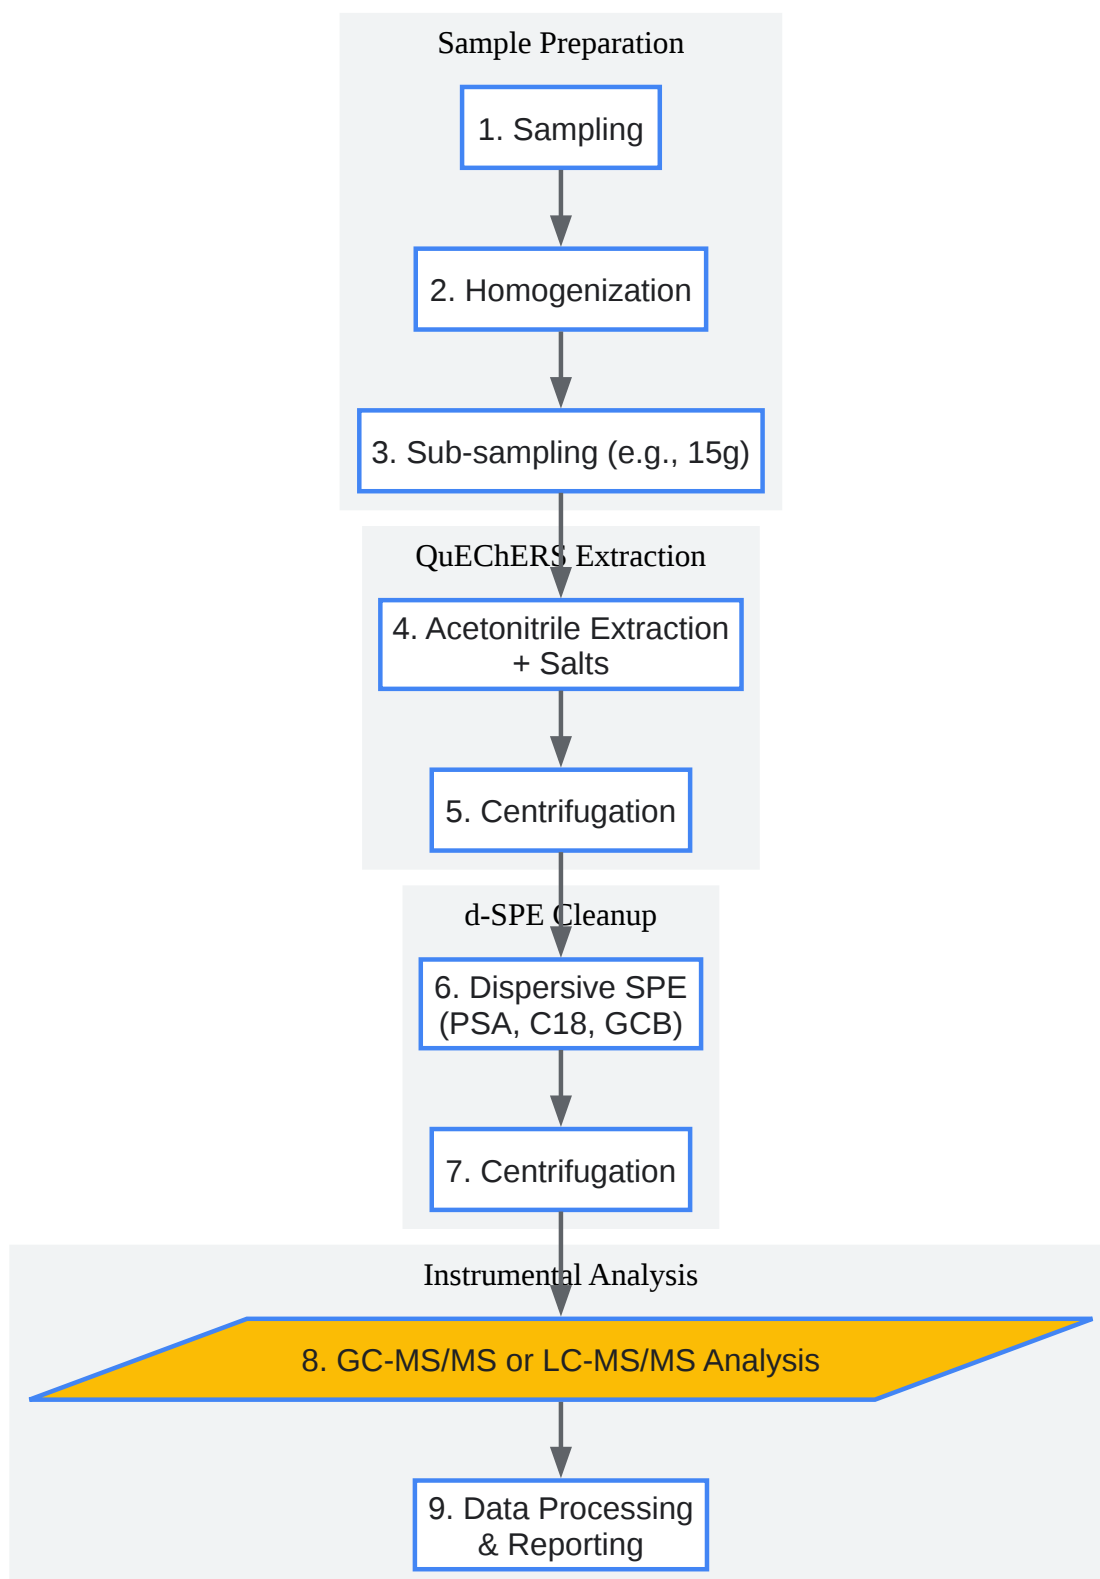 Sample Preparation
1. Sampling
2. Homogenization
3. Sub-sampling (e.g., 15g)
QuEChERS Extraction
4. Acetonitrile Extraction
+ Salts
5. Centrifugation
d-SPE Cleanup
6. Dispersive SPE
(PSA, C18, GCB)
7. Centrifugation
Instrumental Analysis
8. GC-MS/MS or LC-MS/MS Analysis
9. Data Processing
& Reporting